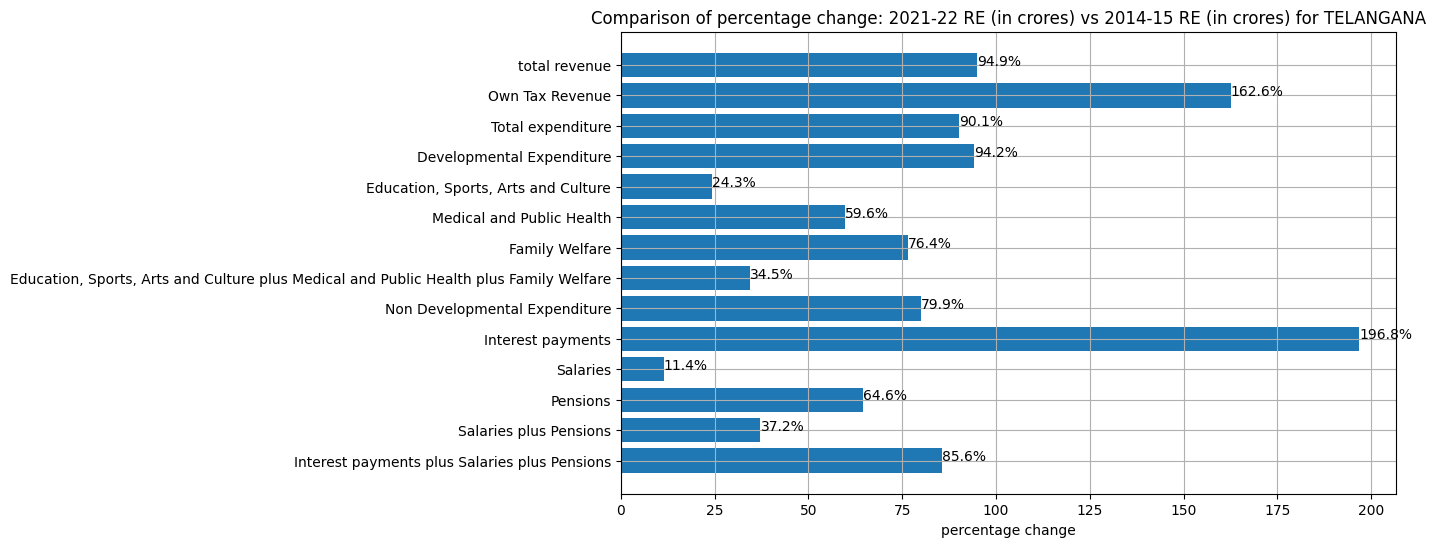 Comparison of percentage change: 2021-22 RE (in crores) vs 2014-15 RE (in crores) for TELANGANA
total revenue 94.9%
Own Tax Revenue 162.6%
Total expenditure 90.1%
Developmental Expenditure 94.2%
Education, Sports, Arts and Culture 24.3%
Medical and Public Health 59.6%
Family Welfare 76.4%
Education, Sports, Arts and Culture plus Medical and Public Health plus Family Welfare 34.5%
Non Developmental Expenditure 79.9%
Interest payments 196.8%
Salaries 11.4%
Pensions 64.6%
Salaries plus Pensions 37.2%
Interest payments plus Salaries plus Pensions 85.6%
0 25 50 75 100 125 150 175 200
percentage change